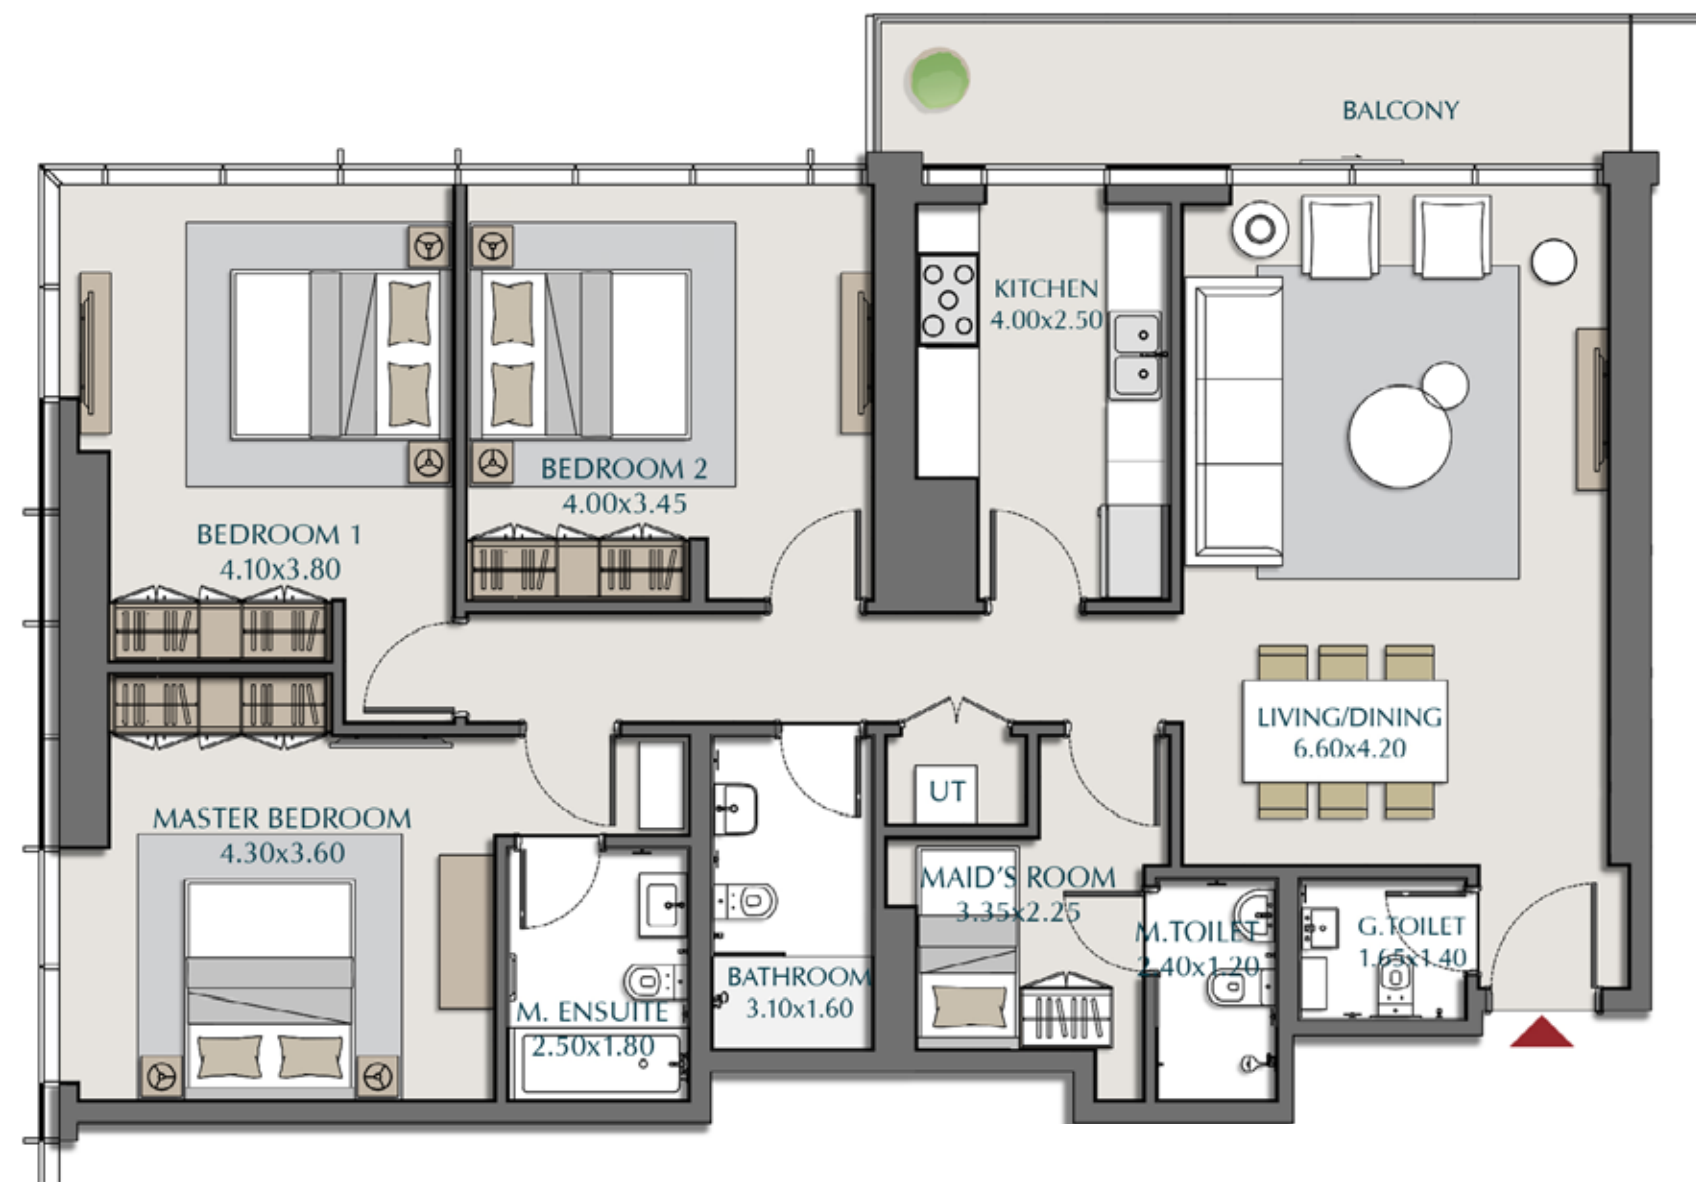 BALCONY
KITCHEN
4.00x2.50
BEDROOM 2
4.00x3.45
BEDROOM 1
4.10x3.80
LIVING/DINING
6.60x4.20
UT
MASTER BEDROOM
4.30x3.60
MAID'S ROOM
3.35x2.25
M.TOILET
2.40x1.20
G.TOILET
1.65x1.40
BATHROOM
3.10x1.60
M. ENSUITE
2.50x1.80